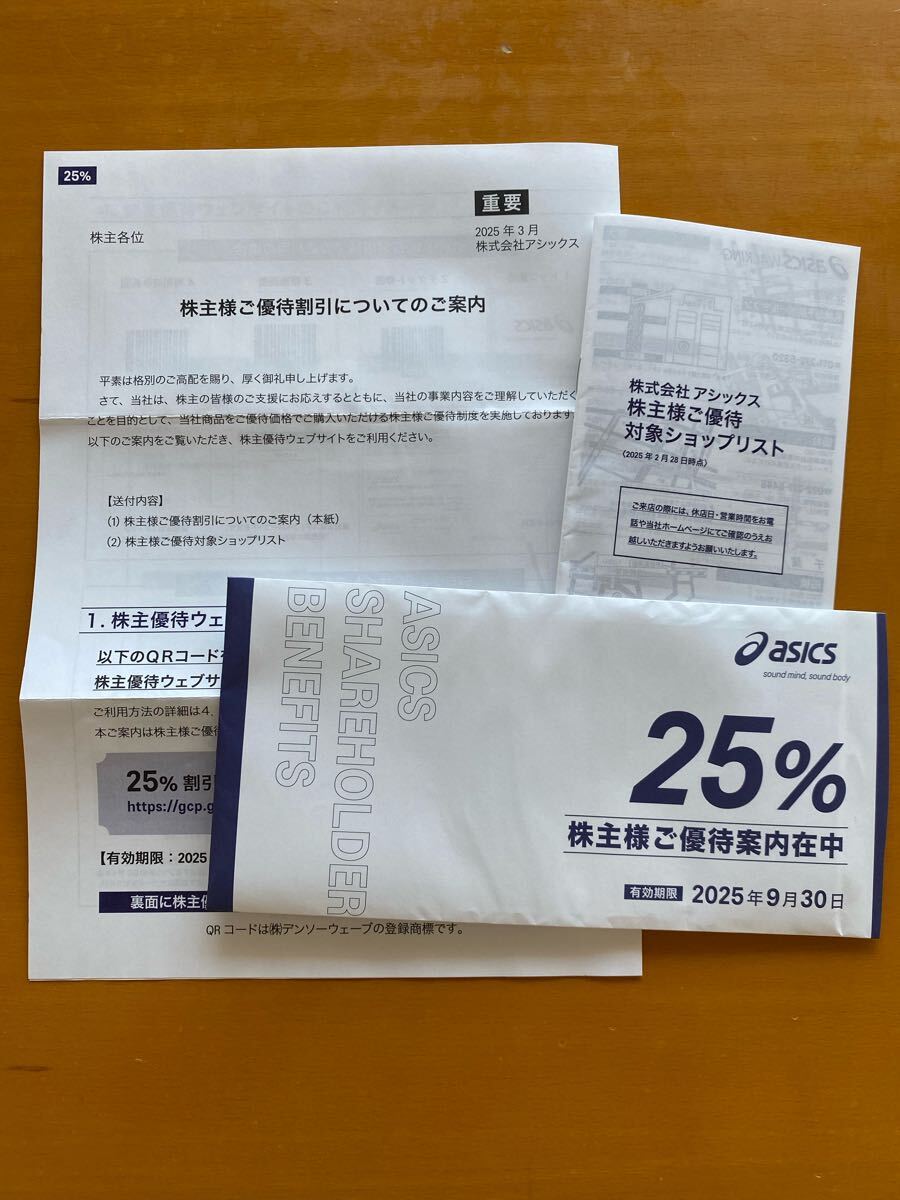 25%
重要
2025年3月
株式会社アシックス
株主各位
株主様ご優待割引についてのご案内
平素は格別のご高配を賜り、厚く御礼申し上げます。
さて、当社は、株主の皆様のご支援にお応えするとともに、当社の事業内容をご理解していただく
ことを目的として、当社商品をご優待価格でご購入いただける株主様ご優待制度を実施しております
以下のご案内をご覧いただき、株主優待ウェブサイトをご利用ください。
【送付内容】
(1) 株主様ご優待割引についてのご案内（本紙）
(2) 株主様ご優待対象ショップリスト
1. 株主優待ウェ
以下のQRコードを
株主優待ウェブサ
ご利用方法の詳細は4.
本ご案内は株主様ご優
25% 割引
https://gcp.g
【有効期限：2025
裏面に株主優
QRコードは㈱デンソーウェーブの登録商標です。
株式会社 アシックス
株主様ご優待
対象ショップリスト
（2025年2月28日時点）
ご来店の際には、休店日・営業時間をお電
話や当社ホームページにてご確認のうえお
越しいただきますようお願いいたします。
ASICS
SHAREHOLDER
BENEFITS
asics
sound mind, sound body
25%
株主様ご優待案内在中
有効期限 2025年9月30日